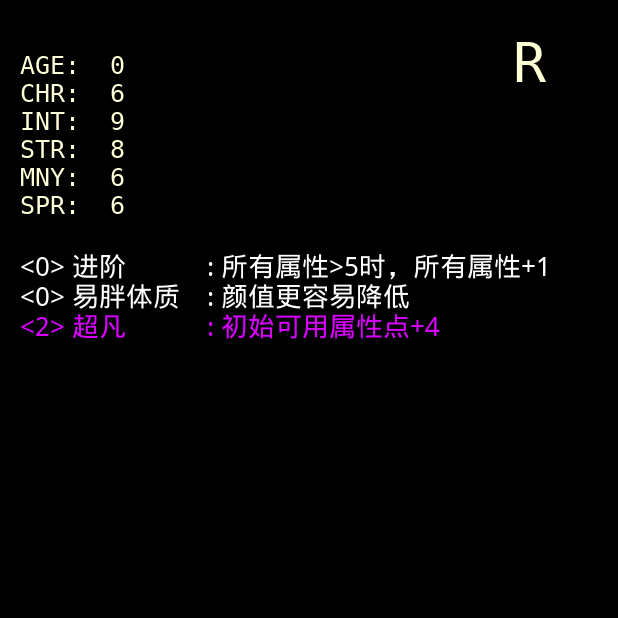 R
AGE: 0
CHR: 6
INT: 9
STR: 8
MNY: 6
SPR: 6
<0> 进阶 : 所有属性>5时，所有属性+1
<0> 易胖体质 : 颜值更容易降低
<2> 超凡 : 初始可用属性点+4